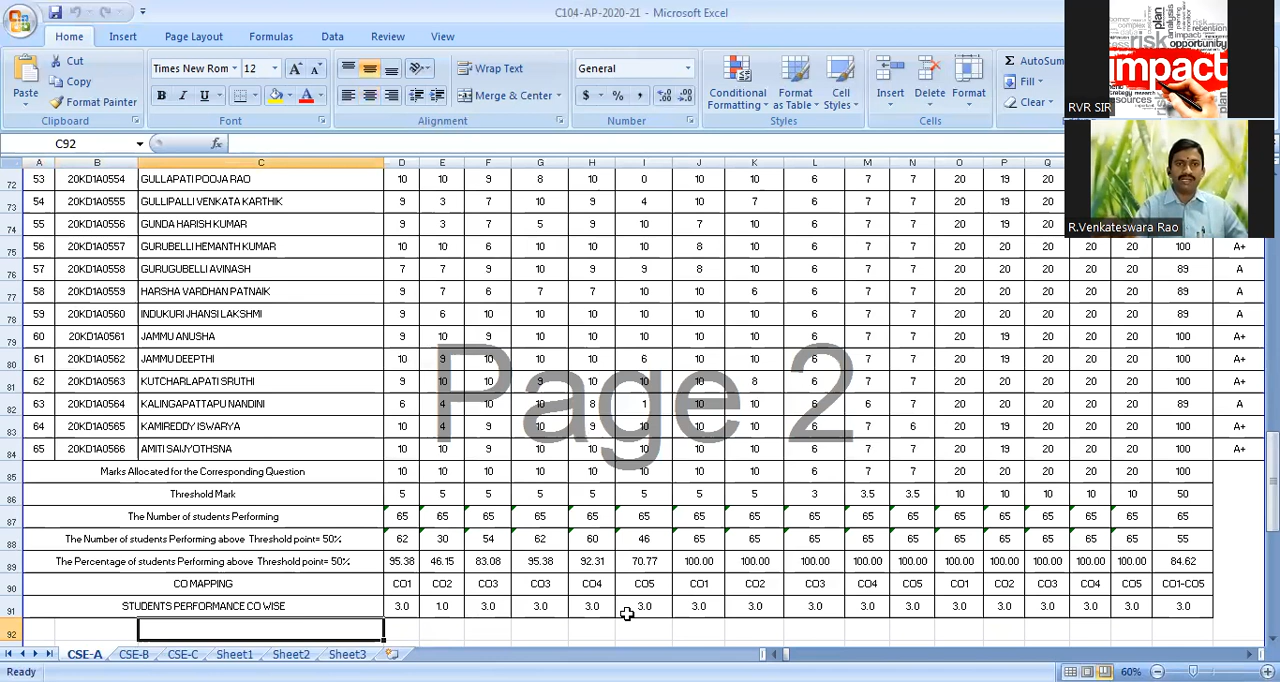 C104-AP-2020-21 - Microsoft Excel
Home Insert Page Layout Formulas Data Review View
Cut
Copy
Format Painter
Paste
Clipboard
Times New Rom 12
B I U
Font
Wrap Text
Merge & Center
Alignment
General
$ % ,
Number
Conditional Formatting
Format as Table
Cell Styles
Styles
Insert Delete Format
Cells
AutoSum
Fill
Clear
plan
risk
retention
impact
opportunity
impact
RVR SIR
R.Venkateswara Rao
C92 fx
A B C D E F G H I J K L M N O P Q
72 53 20KD1A0554 GULLAPATI POOJA RAO 10 10 8 10 0 10 10 6 7 7 20 19 20
73 54 20KD1A0555 GULLIPALLI VENKATA KARTHIK 9 3 10 9 4 10 7 6 7 7 20 19 20
74 55 20KD1A0556 GUNDA HARISH KUMAR 9 3 7 5 9 10 7 10 6 7 7 20 19 20
75 56 20KD1A0557 GURUBELLI HEMANTH KUMAR 10 10 6 10 10 10 8 10 6 7 7 20 19 20 20 20 100 A+
76 57 20KD1A0558 GURUGUBELLI AVINASH 7 7 9 10 9 9 8 10 6 7 7 20 20 20 20 20 89 A
77 58 20KD1A0559 HARSHA VARDHAN PATNAIK 9 7 6 7 7 10 10 6 6 7 7 20 20 20 20 20 89 A
78 59 20KD1A0560 INDUKURI JHANSI LAKSHMI 9 6 10 10 10 10 10 10 6 7 7 20 20 20 20 20 89 A
79 60 20KD1A0561 JAMMU ANUSHA 9 10 9 10 10 10 10 10 6 7 7 20 19 20 20 20 100 A+
80 61 20KD1A0562 JAMMU DEEPTHI 10 9 10 10 10 6 10 10 6 7 7 20 19 20 20 20 100 A+
81 62 20KD1A0563 KUTCHARLAPATI SRUTHI 9 10 10 9 10 10 10 8 6 7 7 20 19 20 20 20 100 A+
82 63 20KD1A0564 KALINGAPATTAPU NANDINI 6 4 10 10 8 1 10 10 6 6 7 20 20 20 20 20 89 A
83 64 20KD1A0565 KAMIREDDY ISWARYA 10 4 9 10 10 10 10 10 6 7 6 20 19 20 20 20 100 A+
84 65 20KD1A0566 AMITI SAIJYOTHSNA 10 10 9 10 10 10 10 10 6 7 7 20 19 20 20 20 100 A+
85 Marks Allocated for the Corresponding Question 10 10 10 10 10 10 10 10 6 7 7 20 20 20 20 20 100
86 Threshold Mark 5 5 5 5 5 5 5 5 3 3.5 3.5 10 10 10 10 10 50
87 The Number of students Performing 65 65 65 65 65 65 65 65 65 65 65 65 65 65 65 65 65
88 The Number of students Performing above Threshold point= 50% 62 30 54 62 60 46 65 65 65 65 65 65 65 65 65 65 55
89 The Percentage of students Performing above Threshold point= 50% 95.38 46.15 83.08 95.38 92.31 70.77 100.00 100.00 100.00 100.00 100.00 100.00 100.00 100.00 100.00 100.00 84.62
90 CO MAPPING CO1 CO2 CO3 CO3 CO4 CO5 CO1 CO2 CO3 CO4 CO5 CO1 CO2 CO3 CO4 CO5 CO1-CO5
91 STUDENTS PERFORMANCE CO WISE 3.0 1.0 3.0 3.0 3.0 3.0 3.0 3.0 3.0 3.0 3.0 3.0 3.0 3.0 3.0 3.0 3.0
92
Page 2
CSE-A CSE-B CSE-C Sheet1 Sheet2 Sheet3
Ready 60%